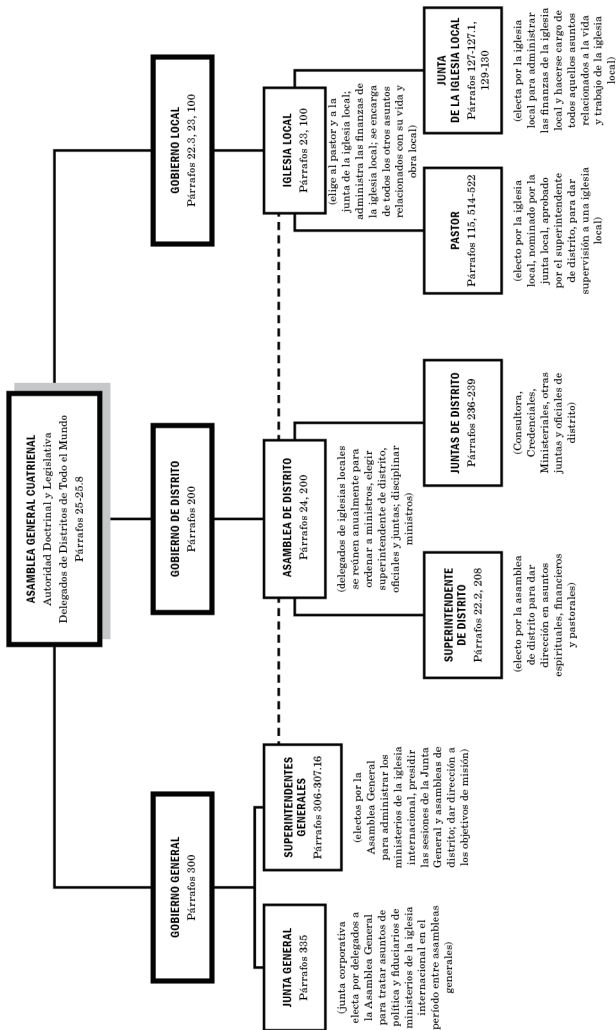 ASAMBLEA GENERAL CUATRIENAL
Autoridad Doctrinal y Legislativa
Delegados de Distritos de Todo el Mundo
Párrafos 25-25.8
GOBIERNO GENERAL
Párrafos 300
GOBIERNO DE DISTRITO
Párrafos 200
GOBIERNO LOCAL
Párrafos 22.3, 23, 100
JUNTA GENERAL
Párrafos 335
(junta corporativa
electa por delegados a
la Asamblea General
para tratar asuntos de
política y fiduciarios de
ministerios de la iglesia
internacional en el
período entre asambleas
generales)
SUPERINTENDENTES
GENERALES
Párrafos 306-307.16
(electos por la
Asamblea General
para administrar los
ministerios de la iglesia
internacional, presidir
las sesiones de la Junta
General y asambleas de
distrito; dar dirección a
los objetivos de misión)
ASAMBLEA DE DISTRITO
Párrafos 24, 200
(delegados de iglesias locales
se reúnen anualmente para
ordenar a ministros, elegir
superintendente de distrito,
oficiales y juntas; disciplinar
ministros)
IGLESIA LOCAL
Párrafos 23, 100
(elige al pastor y a la
junta de la iglesia local;
administra las finanzas de
la iglesia local; se encarga
de todos los otros asuntos
relacionados con su vida y
obra local)
SUPERINTENDENTE
DE DISTRITO
Párrafos 22.2, 208
(electo por la asamblea
de distrito para dar
dirección en asuntos
espirituales, financieros
y pastorales)
JUNTAS DE DISTRITO
Párrafos 236-239
(Consultora,
Credenciales,
Ministeriales, otras
juntas y oficiales de
distrito)
PASTOR
Párrafos 115, 514-522
(electo por la iglesia
local, nominado por la
junta local, aprobado
por el superintendente
de distrito, para dar
supervisión a una iglesia
local)
JUNTA
DE LA IGLESIA LOCAL
Párrafos 127-127.1,
129-130
(electa por la iglesia
local para administrar
las finanzas de la iglesia
local y hacerse cargo de
todos aquellos asuntos
relacionados a la vida
y trabajo de la iglesia
local)